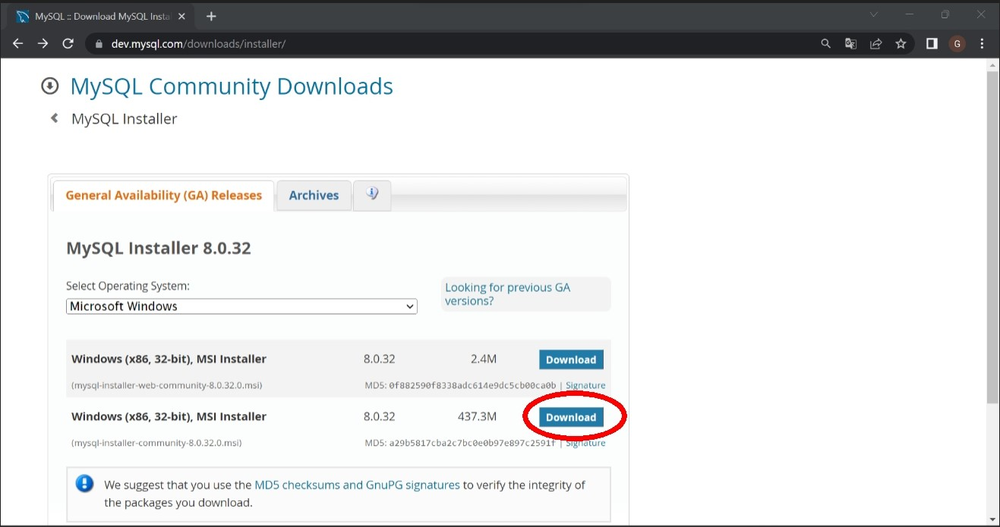 MySQL :: Download MySQL Insta
dev.mysql.com/downloads/installer/
G
MySQL Community Downloads
MySQL Installer
General Availability (GA) Releases
Archives
MySQL Installer 8.0.32
Select Operating System:
Microsoft Windows
Looking for previous GA
versions?
Windows (x86, 32-bit), MSI Installer 8.0.32 2.4M Download
(mysql-installer-web-community-8.0.32.0.msi) MD5: 0f882590f8338adc614e9dc5cb00ca0b | Signature
Windows (x86, 32-bit), MSI Installer 8.0.32 437.3M Download
(mysql-installer-community-8.0.32.0.msi) MD5: a29b5817cba2c7bc0e0b97e897c2591f | Signature
We suggest that you use the MD5 checksums and GnuPG signatures to verify the integrity of
the packages you download.